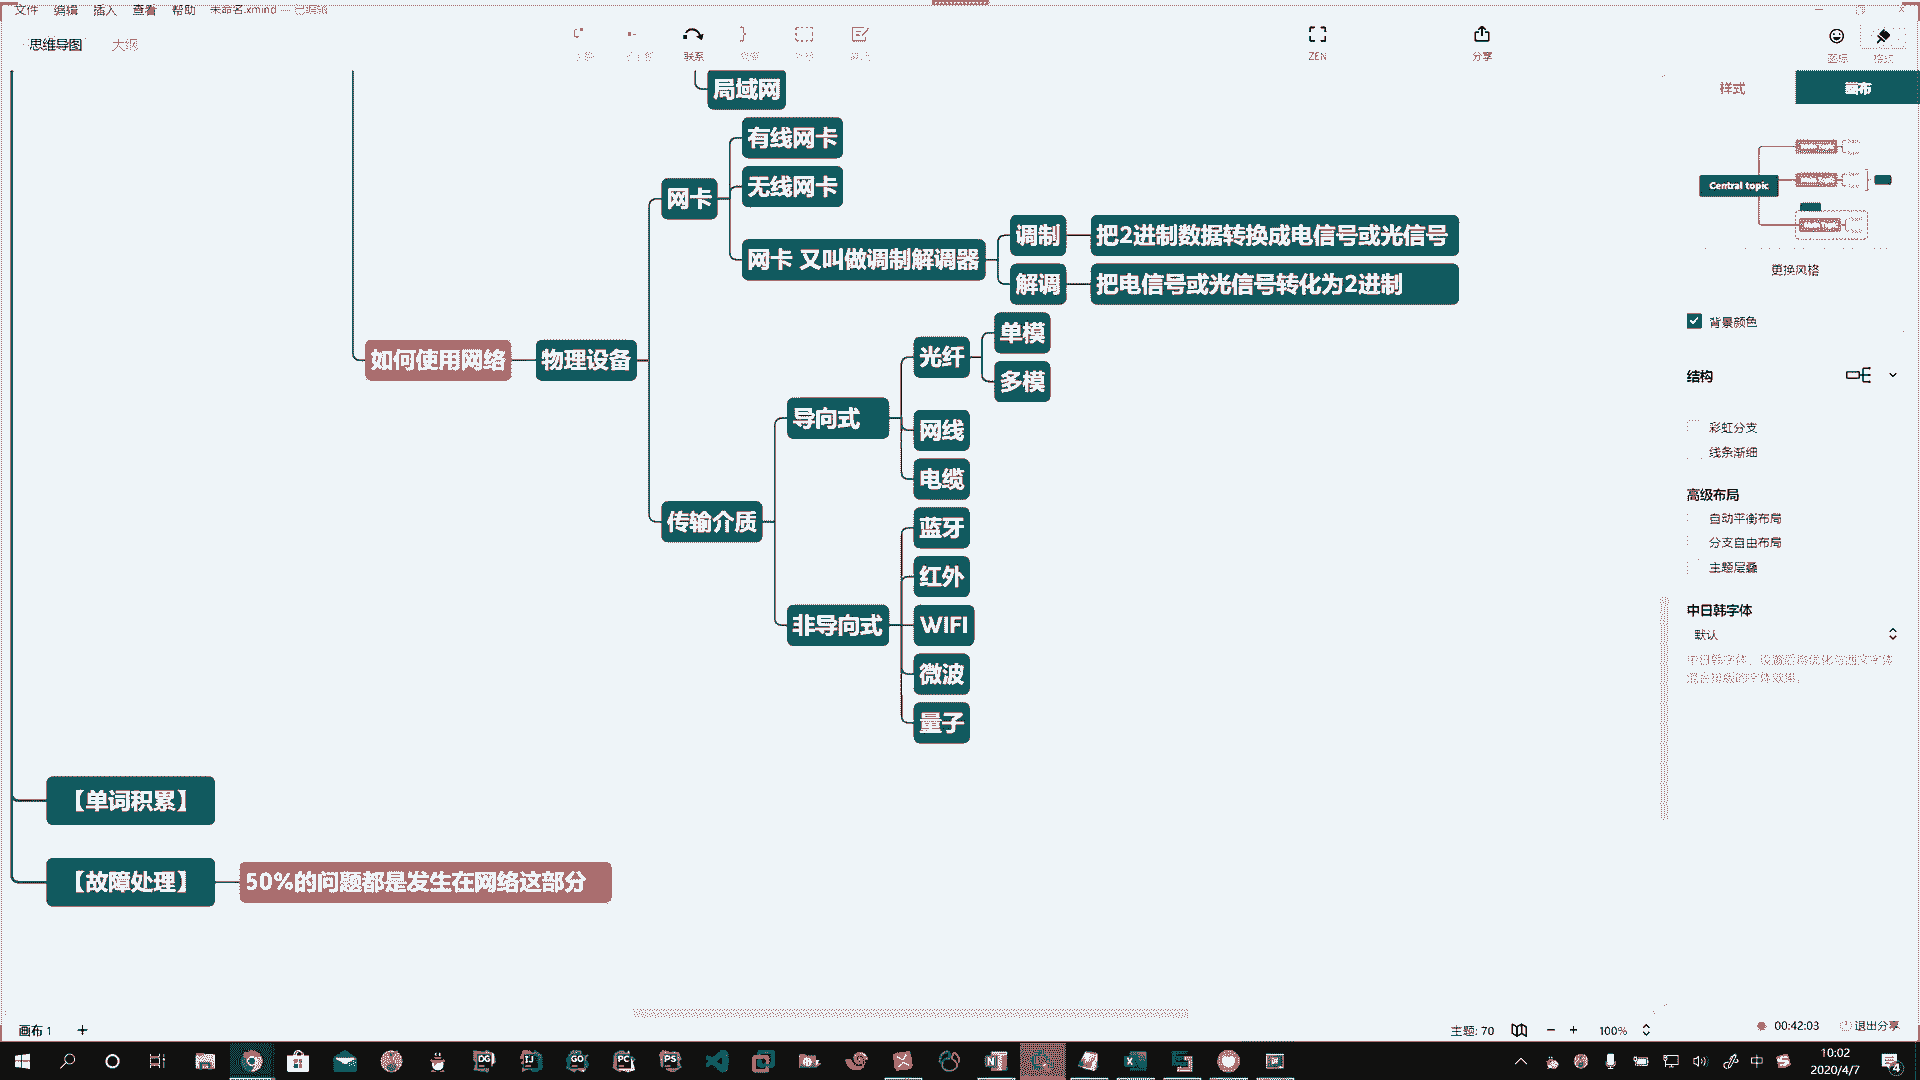 文件 编辑 插入 查看 帮助 未命名.xmind — 已编辑
思维导图 大纲
联系
ZEN
分享
样式 画布
局域网
有线网卡
无线网卡
网卡
网卡 又叫做调制解调器
调制 把2进制数据转换成电信号或光信号
解调 把电信号或光信号转化为2进制
如何使用网络
物理设备
光纤
单模
多模
导向式
网线
电缆
传输介质
蓝牙
红外
非导向式
WIFI
微波
量子
【单词积累】
【故障处理】 50%的问题都是发生在网络这部分
Central topic
更换风格
背景颜色
结构
彩虹分支
线条渐细
高级布局
自动平衡布局
分支自由布局
主题层叠
中日韩字体
默认
画布 1
主题: 70
100%
00:42:03 退出分享
DG IJ GO PC PS
中
10:02
2020/4/7
4